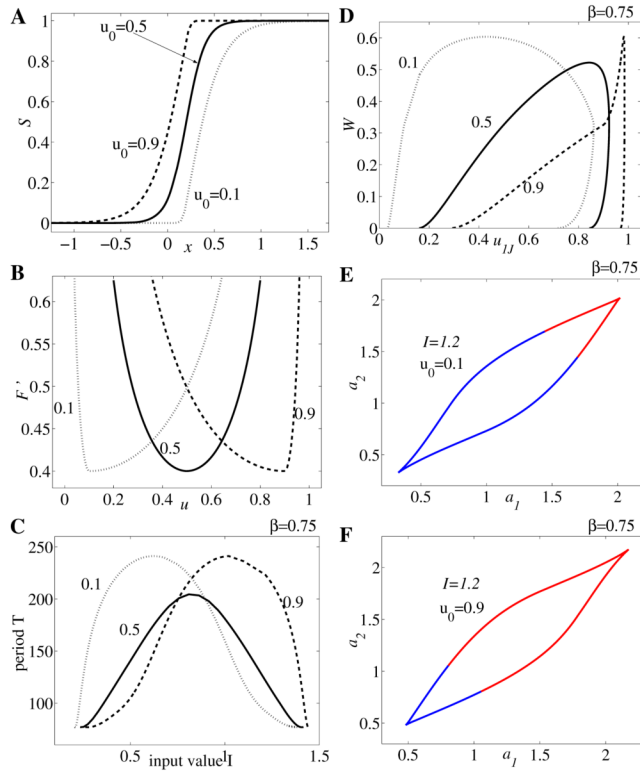 A
u0=0.5
u0=0.9
u0=0.1
S
1
0.8
0.6
0.4
0.2
0
−1 −0.5 0 0.5 1 1.5
x
B
0.6
0.55
0.5
0.45
0.4
F'
0.1
0.5
0.9
0 0.2 0.4 0.6 0.8 1
u
C
β=0.75
250
200
150
100
period T
0.1
0.5
0.9
0.5 1 1.5
input value I
D
β=0.75
0.6
0.5
0.4
0.3
0.2
0.1
0
W
0.1
0.5
0.9
0 0.2 0.4 0.6 0.8 1
u1J
E
β=0.75
I=1.2
u0=0.1
2
1.5
1
0.5
a2
0.5 1 1.5 2
a1
F
β=0.75
I=1.2
u0=0.9
2
1.5
1
0.5
a2
0.5 1 1.5 2
a1